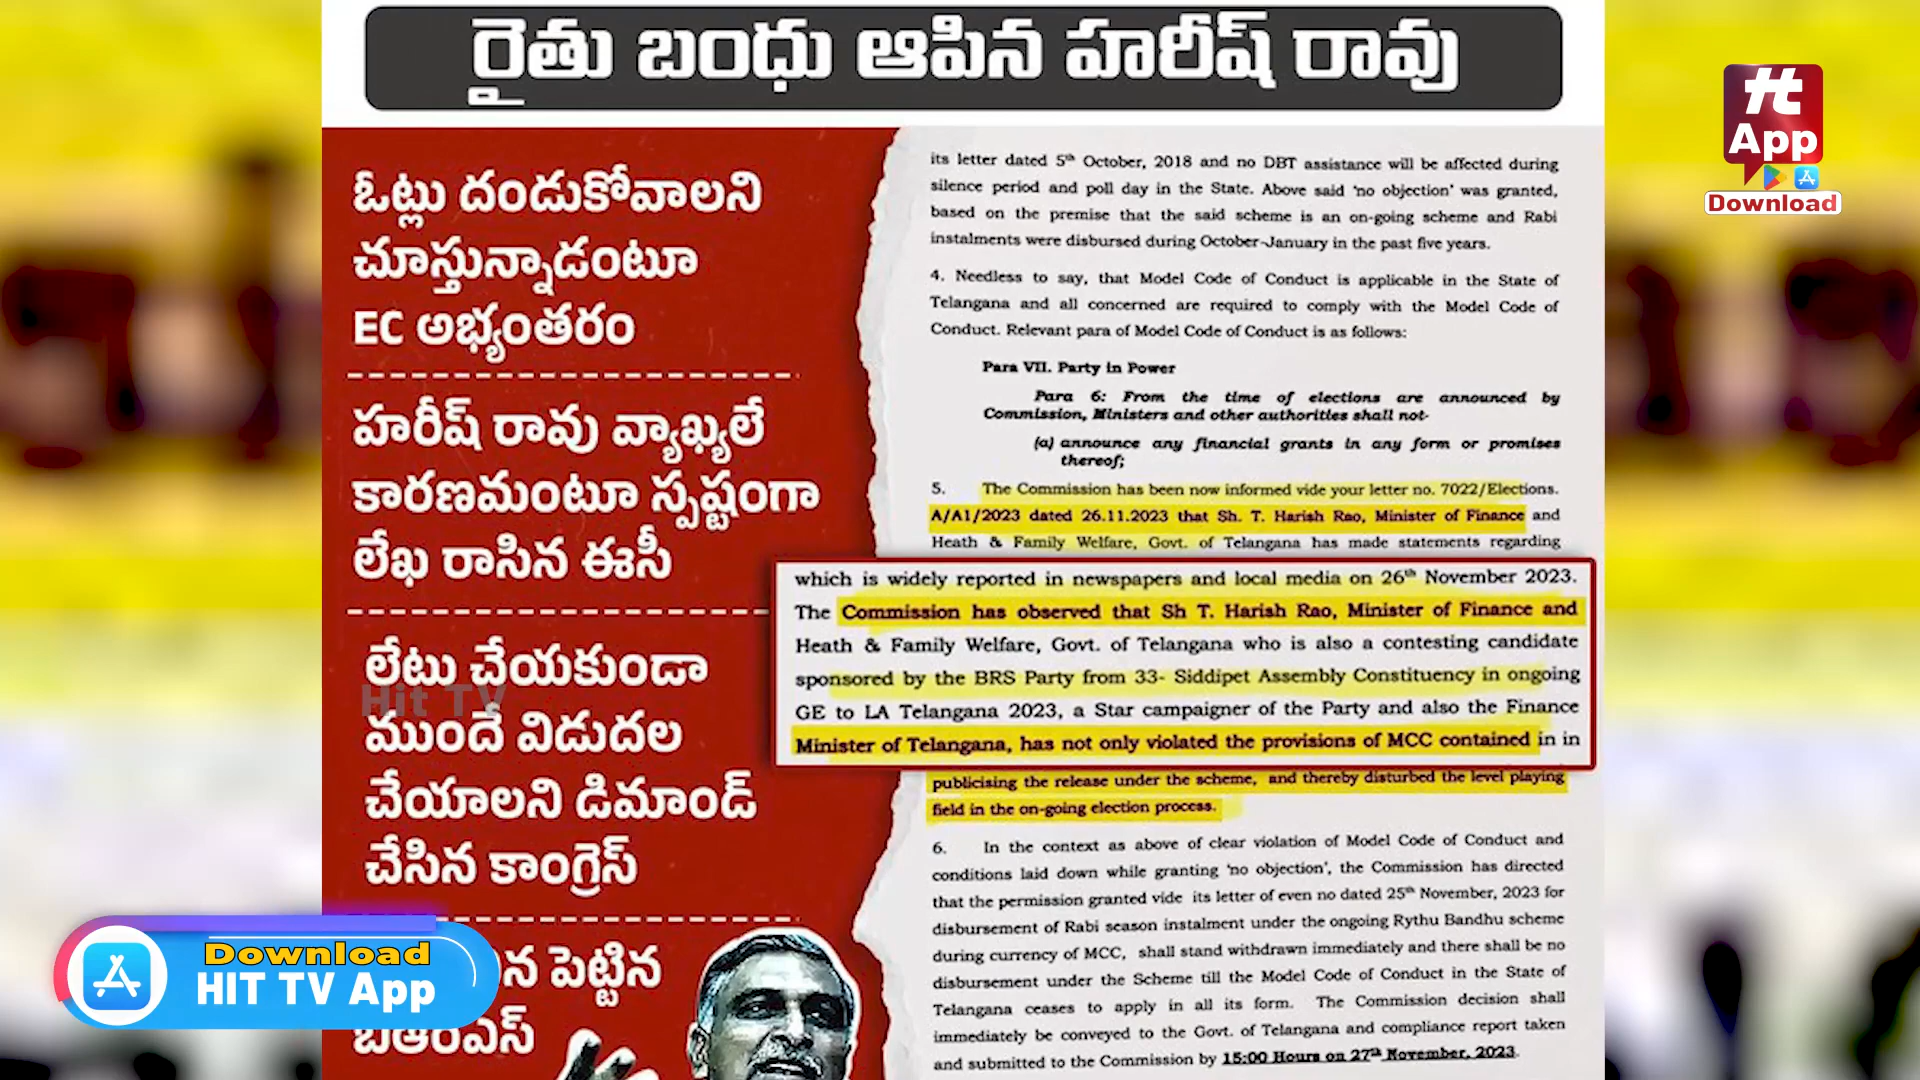 రైతు బంధు ఆపిన హరీష్ రావు
ఓట్లు దండుకోవాలని
చూస్తున్నాడంటూ
EC అభ్యంతరం
హరీష్ రావు వ్యాఖ్యలే
కారణమంటూ స్పష్టంగా
లేఖ రాసిన ఈసీ
లేటు చేయకుండా
ముందే విడుదల
చేయాలని డిమాండ్
చేసిన కాంగ్రెస్
న పెట్టిన
బీఆర్ఎస్
its letter dated 5th October, 2018 and no DBT assistance will be affected during
silence period and poll day in the State. Above said 'no objection' was granted,
based on the premise that the said scheme is an on-going scheme and Rabi
instalments were disbursed during October-January in the past five years.
4. Needless to say, that Model Code of Conduct is applicable in the State of
Telangana and all concerned are required to comply with the Model Code of
Conduct. Relevant para of Model Code of Conduct is as follows:
Para VII. Party in Power
Para 6: From the time of elections are announced by
Commission, Ministers and other authorities shall not-
(a) announce any financial grants in any form or promises
thereof;
5. The Commission has been now informed vide your letter no. 7022/Elections.
A/A1/2023 dated 26.11.2023 that Sh. T. Harish Rao, Minister of Finance and
Heath & Family Welfare, Govt. of Telangana has made statements regarding
which is widely reported in newspapers and local media on 26th November 2023.
The Commission has observed that Sh T. Harish Rao, Minister of Finance and
Heath & Family Welfare, Govt. of Telangana who is also a contesting candidate
sponsored by the BRS Party from 33- Siddipet Assembly Constituency in ongoing
GE to LA Telangana 2023, a Star campaigner of the Party and also the Finance
Minister of Telangana, has not only violated the provisions of MCC contained in in
publicising the release under the scheme, and thereby disturbed the level playing
field in the on-going election process.
6. In the context as above of clear violation of Model Code of Conduct and
conditions laid down while granting 'no objection', the Commission has directed
that the permission granted vide its letter of even no dated 25th November, 2023 for
disbursement of Rabi season instalment under the ongoing Rythu Bandhu scheme
during currency of MCC, shall stand withdrawn immediately and there shall be no
disbursement under the Scheme till the Model Code of Conduct in the State of
Telangana ceases to apply in all its form. The Commission decision shall
immediately be conveyed to the Govt. of Telangana and compliance report taken
and submitted to the Commission by 15:00 Hours on 27th November, 2023.
Hit TV
Download
HIT TV App
App
Download